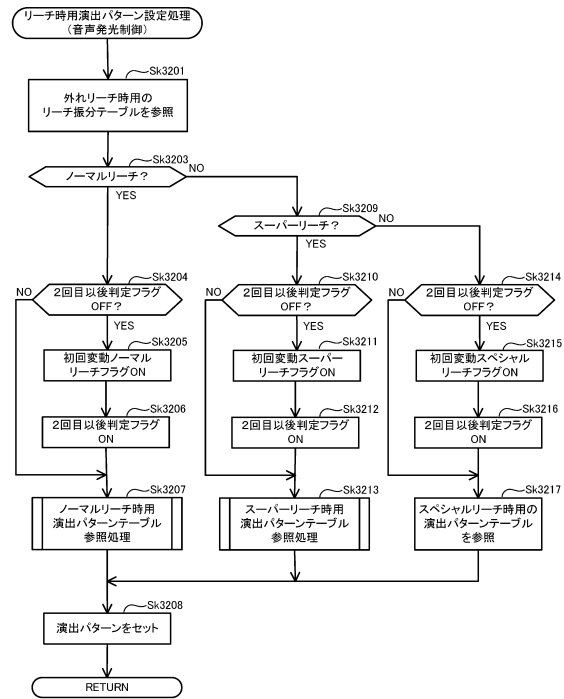 リーチ時用演出パターン設定処理
（音声発光制御）
Sk3201
外れリーチ時用の
リーチ振分テーブルを参照
Sk3203
ノーマルリーチ？
NO
YES
Sk3209
スーパーリーチ？
NO
YES
Sk3204
NO
2回目以後判定フラグ
OFF？
YES
Sk3210
NO
2回目以後判定フラグ
OFF？
YES
Sk3214
NO
2回目以後判定フラグ
OFF？
YES
Sk3205
初回変動ノーマル
リーチフラグON
Sk3211
初回変動スーパー
リーチフラグON
Sk3215
初回変動スペシャル
リーチフラグON
Sk3206
2回目以後判定フラグ
ON
Sk3212
2回目以後判定フラグ
ON
Sk3216
2回目以後判定フラグ
ON
Sk3207
ノーマルリーチ時用
演出パターンテーブル
参照処理
Sk3213
スーパーリーチ時用
演出パターンテーブル
参照処理
Sk3217
スペシャルリーチ時用の
演出パターンテーブル
を参照
Sk3208
演出パターンをセット
RETURN